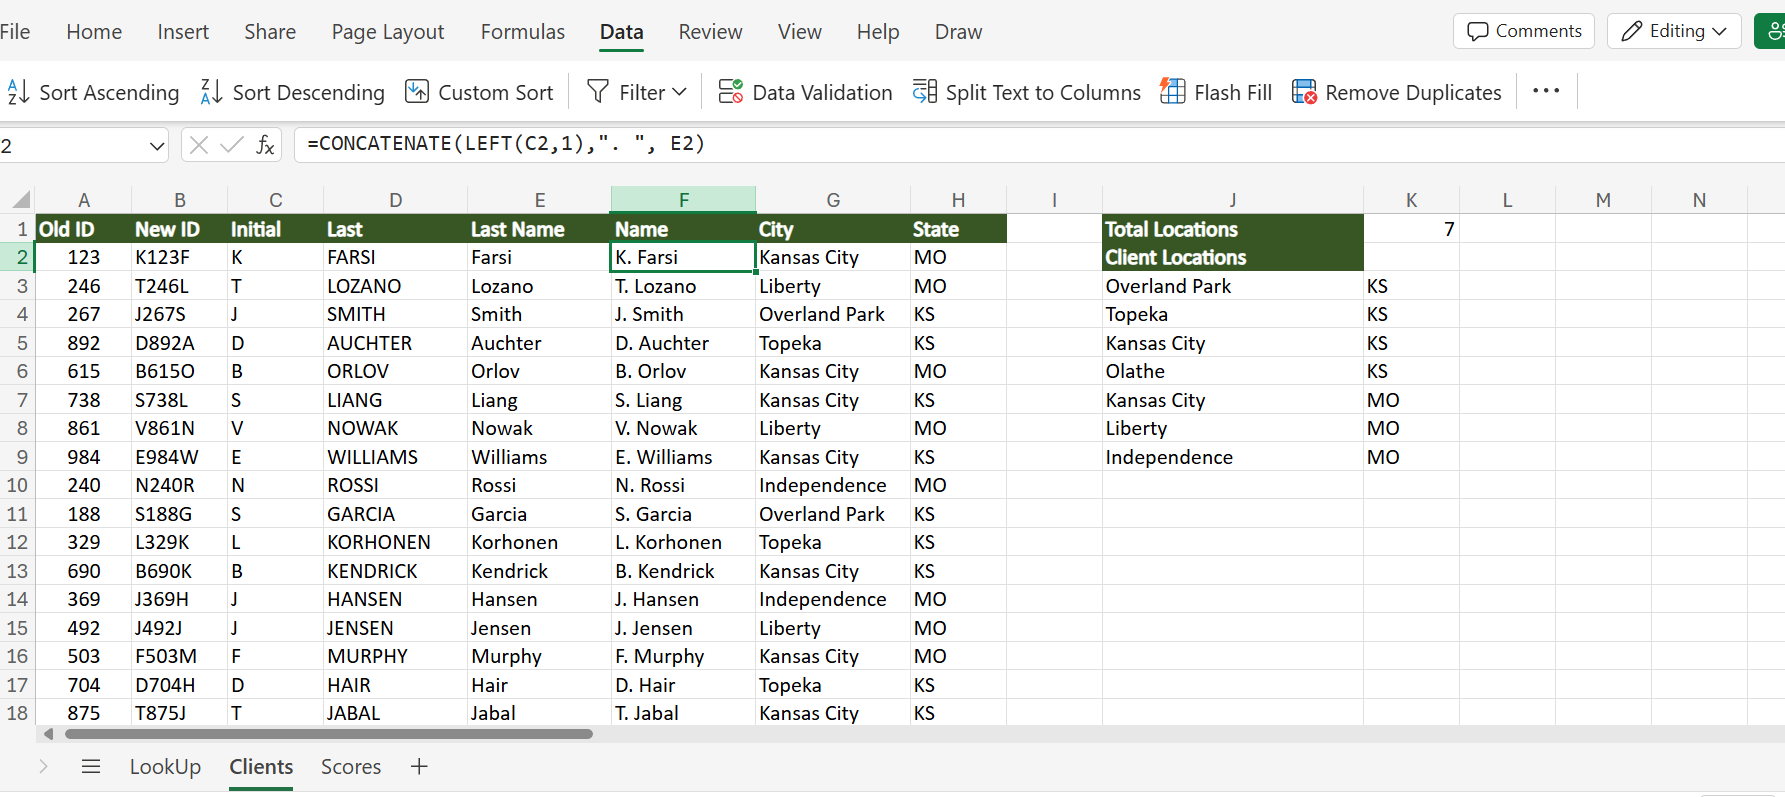 File Home Insert Share Page Layout Formulas Data Review View Help Draw Comments Editing
Sort Ascending Sort Descending Custom Sort Filter Data Validation Split Text to Columns Flash Fill Remove Duplicates ...
2 fx =CONCATENATE(LEFT(C2,1),". ", E2)
A B C D E F G H I J K L M N
1 Old ID New ID Initial Last Last Name Name City State Total Locations 7
2 123 K123F K FARSI Farsi K. Farsi Kansas City MO Client Locations
3 246 T246L T LOZANO Lozano T. Lozano Liberty MO Overland Park KS
4 267 J267S J SMITH Smith J. Smith Overland Park KS Topeka KS
5 892 D892A D AUCHTER Auchter D. Auchter Topeka KS Kansas City KS
6 615 B615O B ORLOV Orlov B. Orlov Kansas City MO Olathe KS
7 738 S738L S LIANG Liang S. Liang Kansas City KS Kansas City MO
8 861 V861N V NOWAK Nowak V. Nowak Liberty MO Liberty MO
9 984 E984W E WILLIAMS Williams E. Williams Kansas City KS Independence MO
10 240 N240R N ROSSI Rossi N. Rossi Independence MO
11 188 S188G S GARCIA Garcia S. Garcia Overland Park KS
12 329 L329K L KORHONEN Korhonen L. Korhonen Topeka KS
13 690 B690K B KENDRICK Kendrick B. Kendrick Kansas City KS
14 369 J369H J HANSEN Hansen J. Hansen Independence MO
15 492 J492J J JENSEN Jensen J. Jensen Liberty MO
16 503 F503M F MURPHY Murphy F. Murphy Kansas City MO
17 704 D704H D HAIR Hair D. Hair Topeka KS
18 875 T875J T JABAL Jabal T. Jabal Kansas City KS
LookUp Clients Scores +